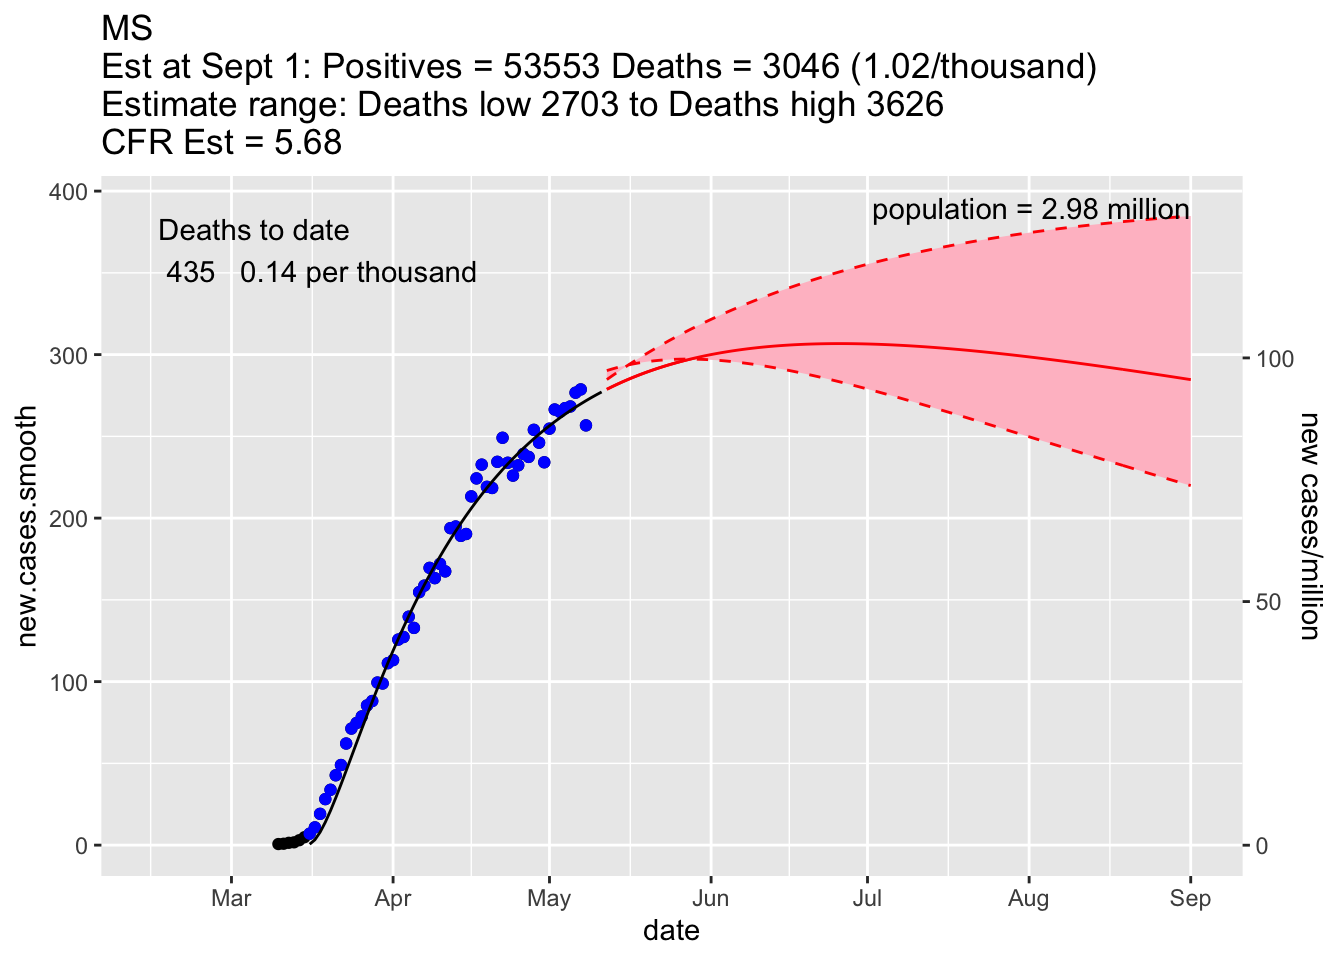 MS
Est at Sept 1: Positives = 53553 Deaths = 3046 (1.02/thousand)
Estimate range: Deaths low 2703 to Deaths high 3626
CFR Est = 5.68
Deaths to date
435 0.14 per thousand
population = 2.98 million
400
300
200
100
0
new.cases.smooth
100
50
0
new cases/million
Mar Apr May Jun Jul Aug Sep
date